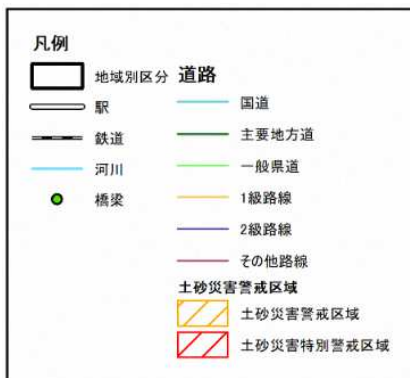 凡例
地域別区分
駅
鉄道
河川
橋梁
道路
国道
主要地方道
一般県道
1級路線
2級路線
その他路線
土砂災害警戒区域
土砂災害警戒区域
土砂災害特別警戒区域